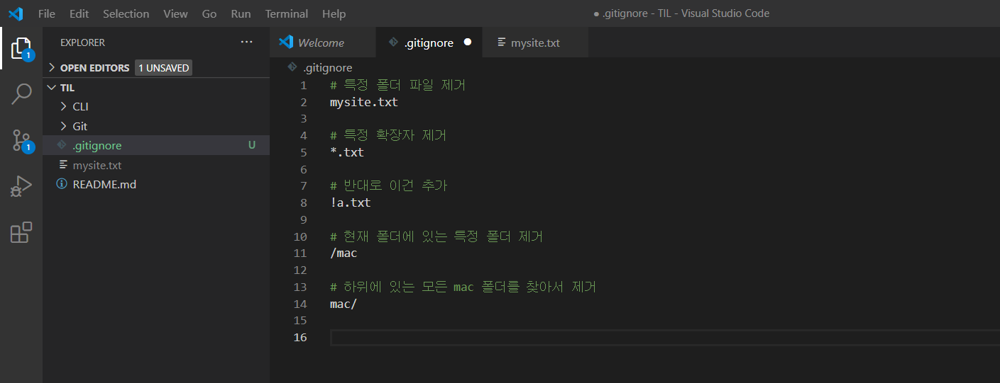 File Edit Selection View Go Run Terminal Help
● .gitignore - TIL - Visual Studio Code
EXPLORER ···
OPEN EDITORS 1 UNSAVED
TIL
CLI
Git
.gitignore U
mysite.txt
README.md
1
1
Welcome .gitignore ● mysite.txt
.gitignore
1 # 특정 폴더 파일 제거
2 mysite.txt
3
4 # 특정 확장자 제거
5 *.txt
6
7 # 반대로 이건 추가
8 !a.txt
9
10 # 현재 폴더에 있는 특정 폴더 제거
11 /mac
12
13 # 하위에 있는 모든 mac 폴더를 찾아서 제거
14 mac/
15
16